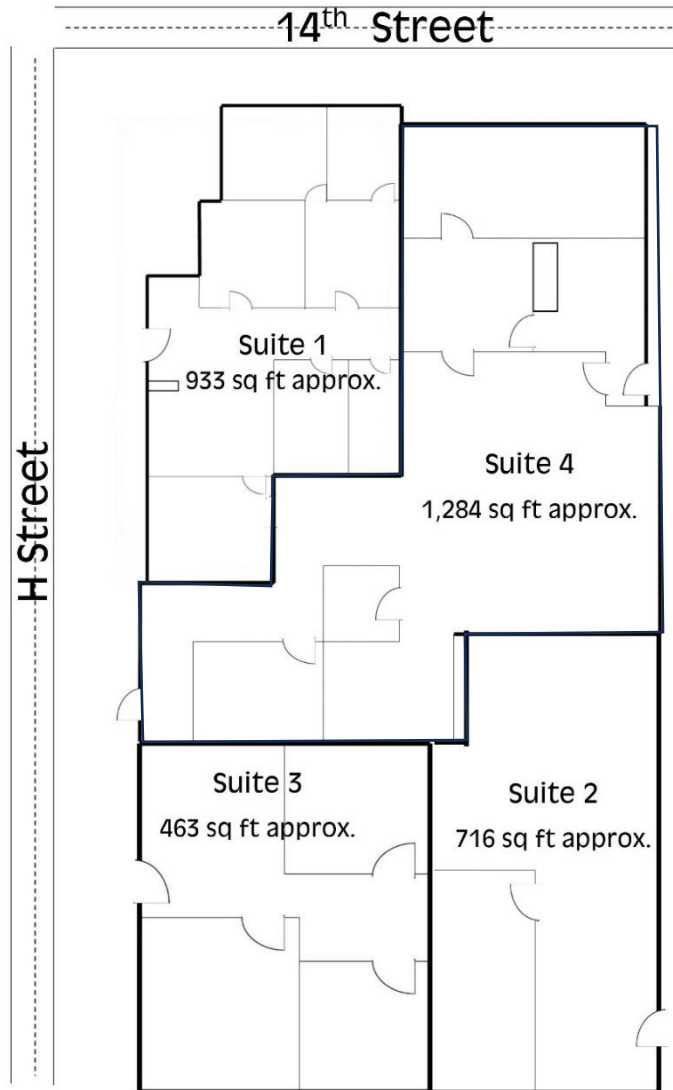 14th Street
H Street
Suite 1
933 sq ft approx.
Suite 4
1,284 sq ft approx.
Suite 3
463 sq ft approx.
Suite 2
716 sq ft approx.